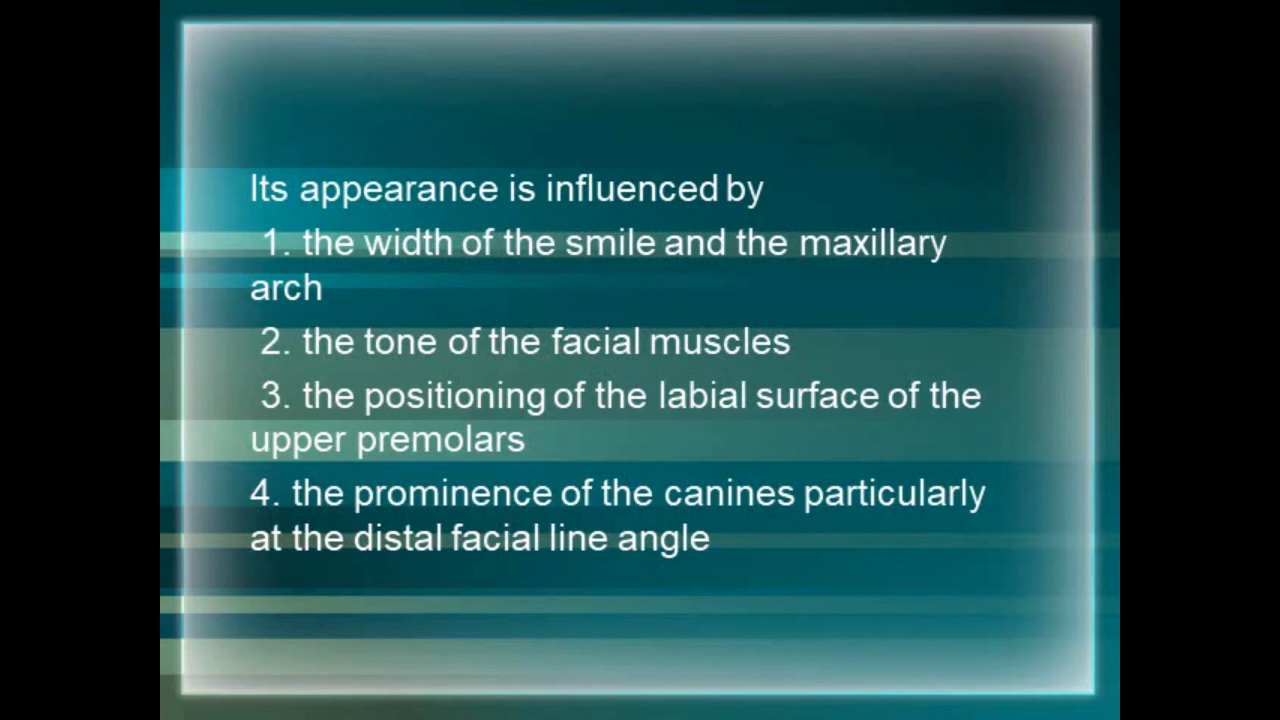 Its appearance is influenced by
1. the width of the smile and the maxillary
arch
2. the tone of the facial muscles
3. the positioning of the labial surface of the
upper premolars
4. the prominence of the canines particularly
at the distal facial line angle